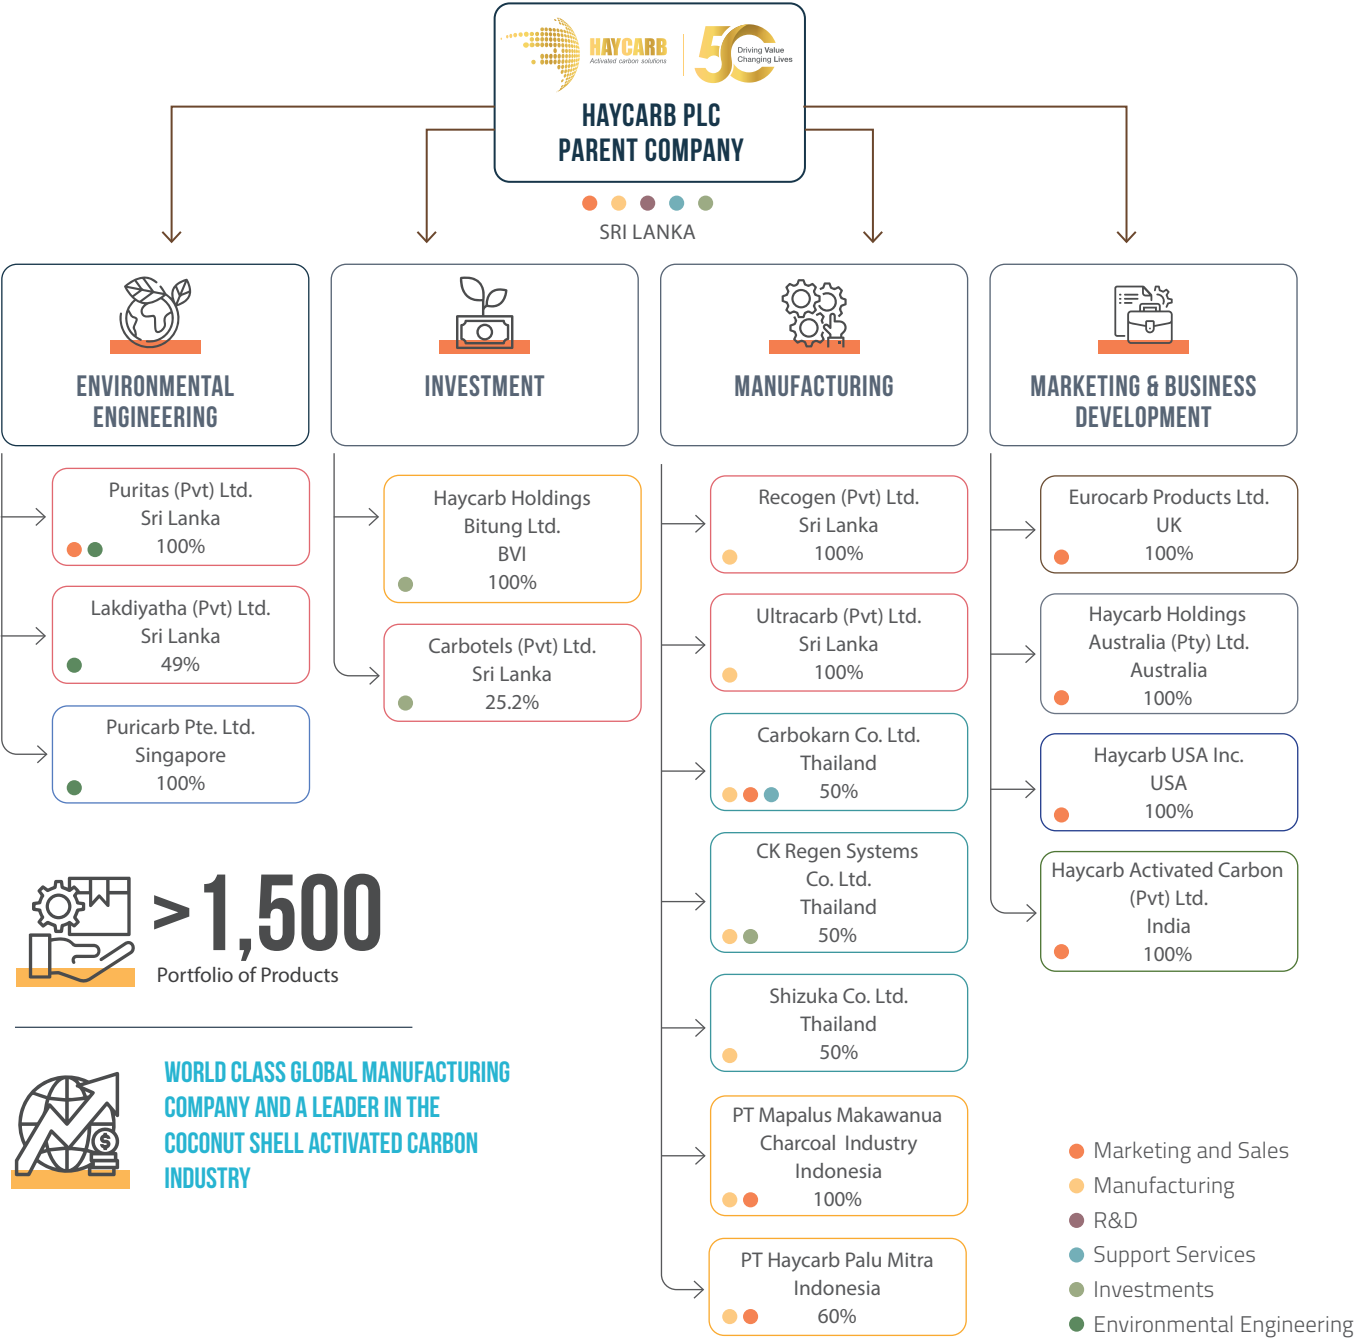 HAYCARB
Activated carbon solutions
50
Driving Value
Changing Lives
HAYCARB PLC
PARENT COMPANY
SRI LANKA
ENVIRONMENTAL
ENGINEERING
Puritas (Pvt) Ltd.
Sri Lanka
100%
Lakdiyatha (Pvt) Ltd.
Sri Lanka
49%
Puricarb Pte. Ltd.
Singapore
100%
INVESTMENT
Haycarb Holdings
Bitung Ltd.
BVI
100%
Carbotels (Pvt) Ltd.
Sri Lanka
25.2%
MANUFACTURING
Recogen (Pvt) Ltd.
Sri Lanka
100%
Ultracarb (Pvt) Ltd.
Sri Lanka
100%
Carbokarn Co. Ltd.
Thailand
50%
CK Regen Systems
Co. Ltd.
Thailand
50%
Shizuka Co. Ltd.
Thailand
50%
PT Mapalus Makawanua
Charcoal Industry
Indonesia
100%
PT Haycarb Palu Mitra
Indonesia
60%
MARKETING & BUSINESS
DEVELOPMENT
Eurocarb Products Ltd.
UK
100%
Haycarb Holdings
Australia (Pty) Ltd.
Australia
100%
Haycarb USA Inc.
USA
100%
Haycarb Activated Carbon
(Pvt) Ltd.
India
100%
>1,500
Portfolio of Products
$
WORLD CLASS GLOBAL MANUFACTURING
COMPANY AND A LEADER IN THE
COCONUT SHELL ACTIVATED CARBON
INDUSTRY
Marketing and Sales
Manufacturing
R&D
Support Services
Investments
Environmental Engineering